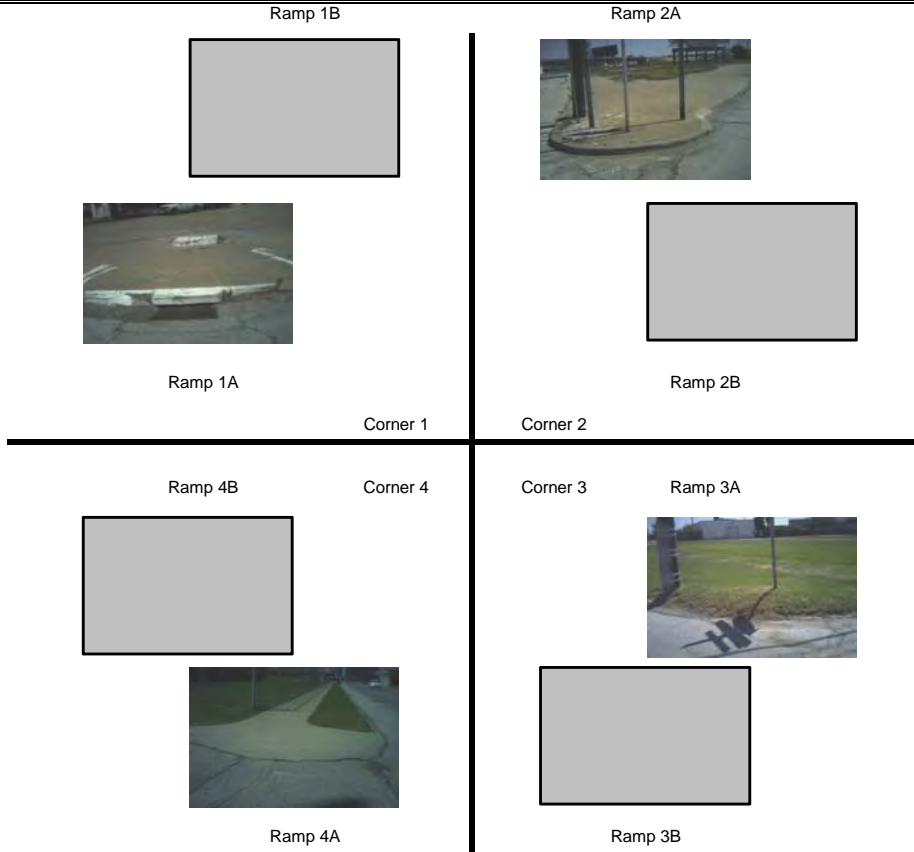 Ramp 1B
Ramp 2A
Ramp 1A
Ramp 2B
Corner 1
Corner 2
Ramp 4B
Corner 4
Corner 3
Ramp 3A
Ramp 4A
Ramp 3B